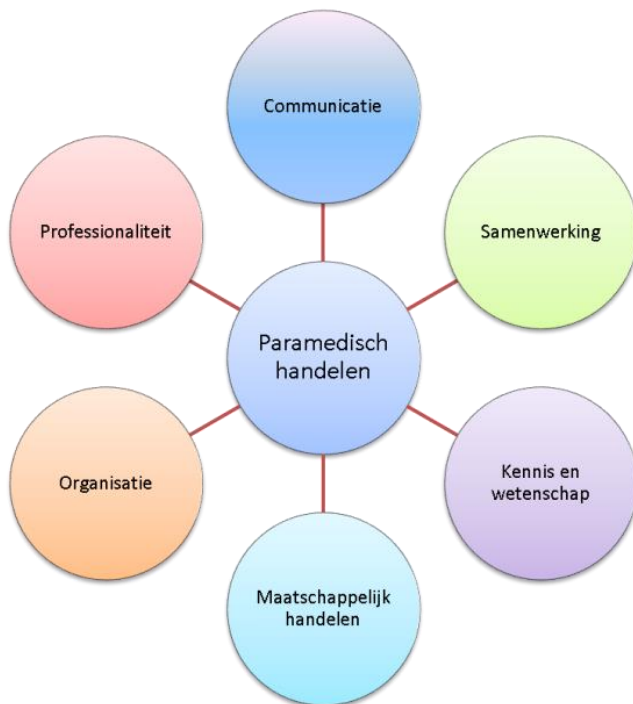 Communicatie
Professionaliteit
Samenwerking
Paramedisch
handelen
Organisatie
Kennis en
wetenschap
Maatschappelijk
handelen